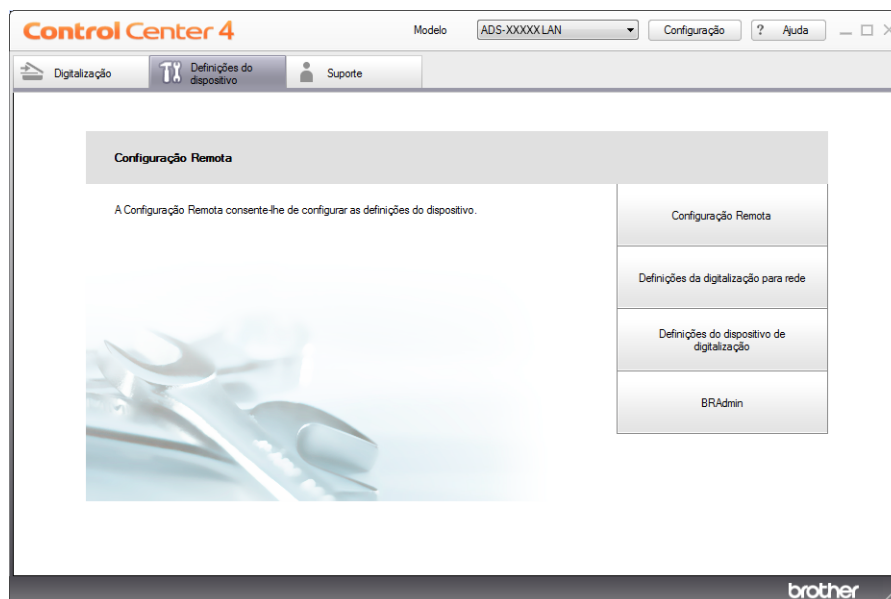 Control Center 4
Modelo
ADS-XXXXX LAN
Configuração
? Ajuda
Digitalização
Definições do
dispositivo
Suporte
Configuração Remota
A Configuração Remota consente-lhe de configurar as definições do dispositivo.
Configuração Remota
Definições da digitalização para rede
Definições do dispositivo de
digitalização
BRAdmin
brother